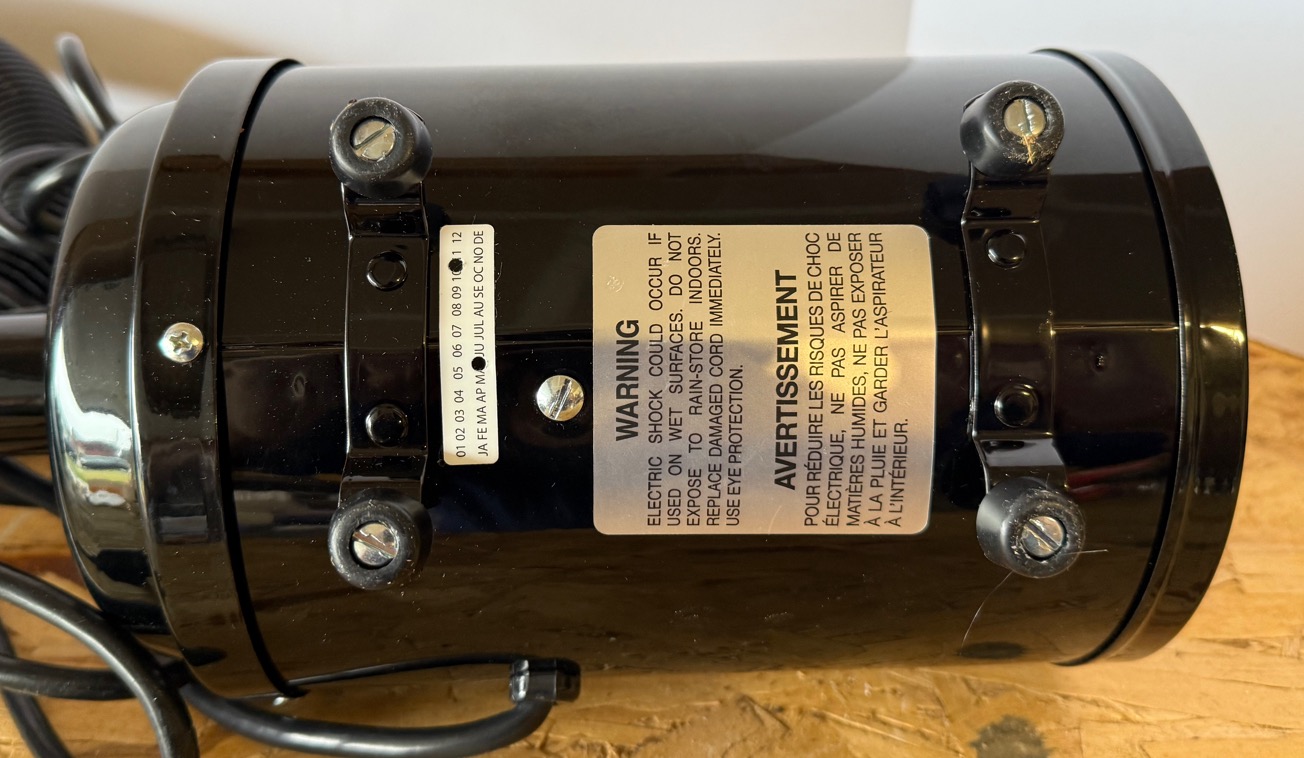 01 02 03 04 05 06 07 08 09 12
JA FE MA AP JU JUL AU SE OC NO DE
WARNING
ELECTRIC SHOCK COULD OCCUR IF
USED ON WET SURFACES. DO NOT
EXPOSE TO RAIN-STORE INDOORS.
REPLACE DAMAGED CORD IMMEDIATELY.
USE EYE PROTECTION.
AVERTISSEMENT
POUR RÉDUIRE LES RISQUES DE CHOC
ÉLECTRIQUE, NE PAS ASPIRER DE
MATIÈRES HUMIDES, NE PAS EXPOSER
À LA PLUIE ET GARDER L'ASPIRATEUR
À L'INTÉRIEUR.